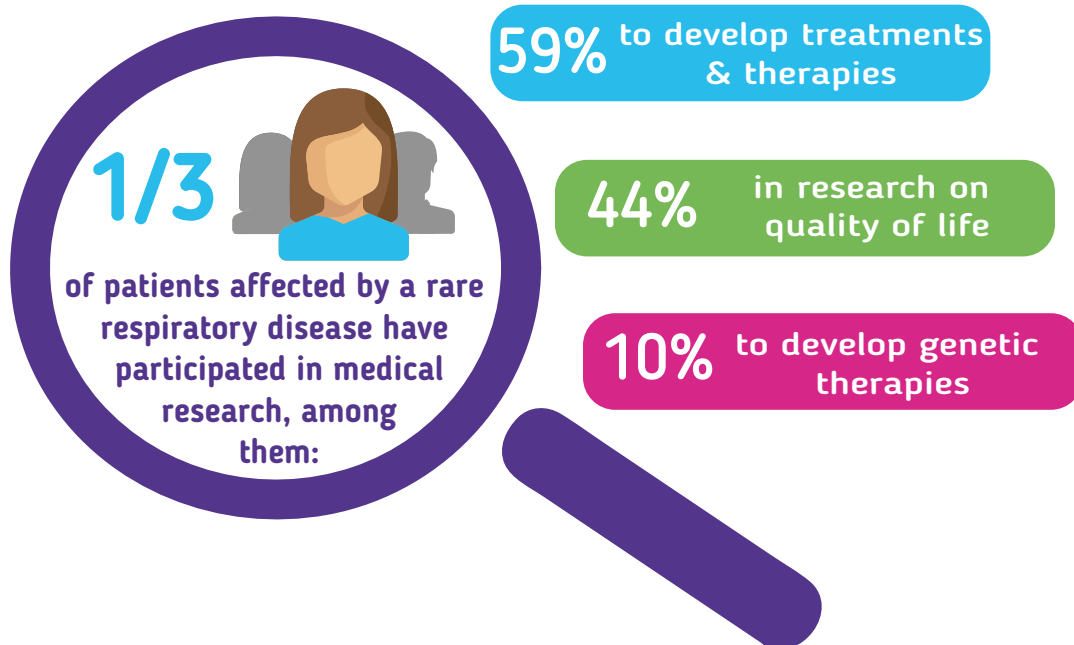 1/3
of patients affected by a rare
respiratory disease have
participated in medical
research, among
them:
59% to develop treatments
& therapies
44% in research on
quality of life
10% to develop genetic
therapies